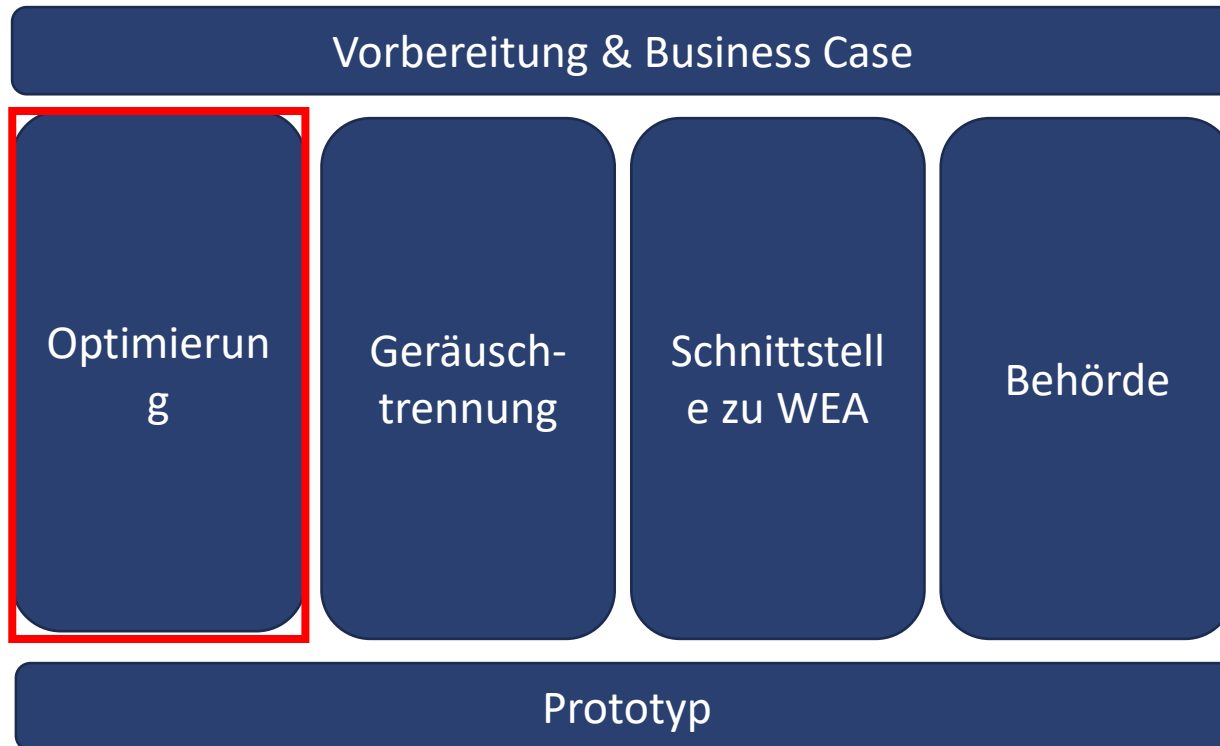 Vorbereitung & Business Case
Optimierun
g
Geräusch-
trennung
Schnittstell
e zu WEA
Behörde
Prototyp